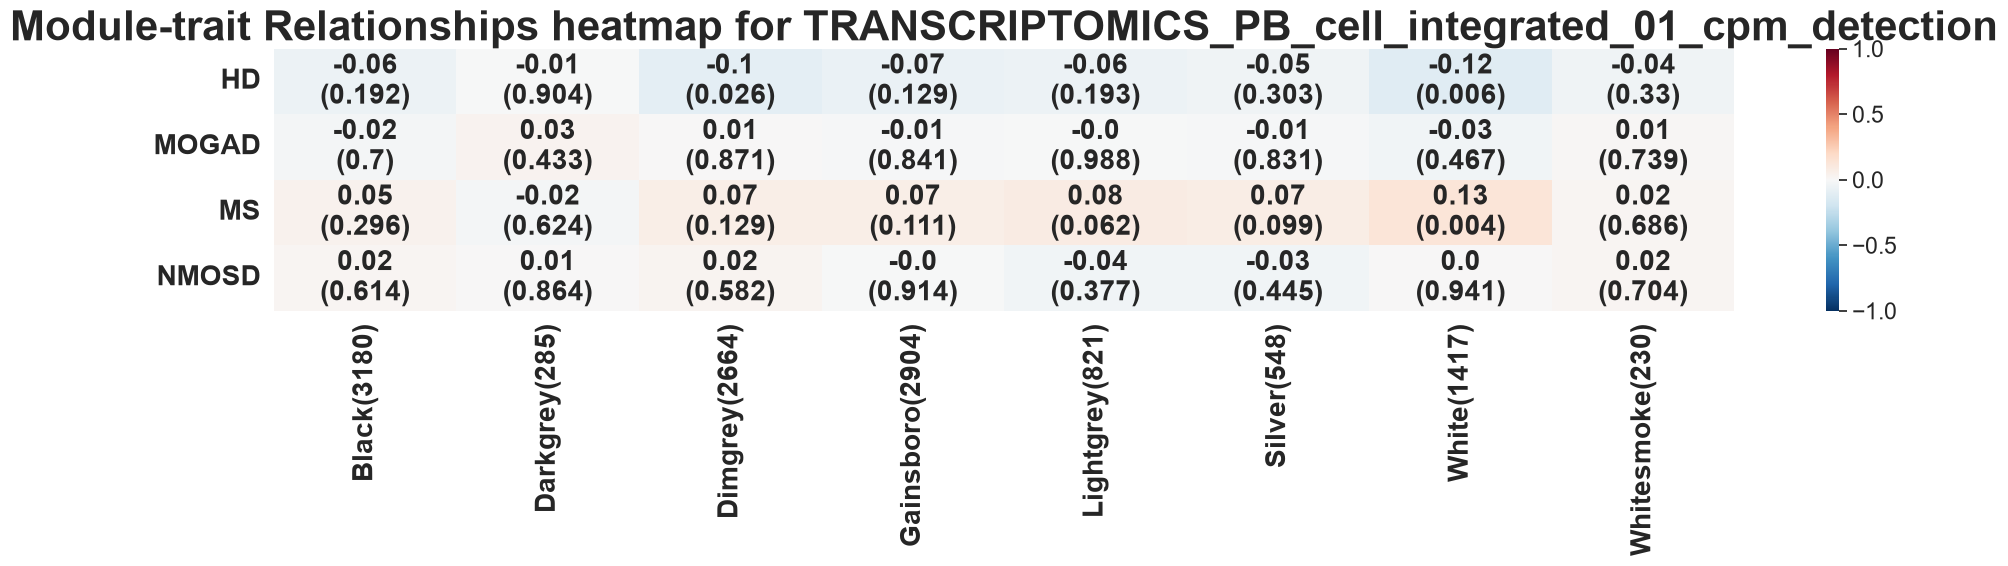 Module-trait Relationships heatmap for TRANSCRIPTOMICS_PB_cell_integrated_01_cpm_detection
HD -0.06 -0.01 -0.1 -0.07 -0.06 -0.05 -0.12 -0.04
(0.192) (0.904) (0.026) (0.129) (0.193) (0.303) (0.006) (0.33)
MOGAD -0.02 0.03 0.01 -0.01 -0.0 -0.01 -0.03 0.01
(0.7) (0.433) (0.871) (0.841) (0.988) (0.831) (0.467) (0.739)
MS 0.05 -0.02 0.07 0.07 0.08 0.07 0.13 0.02
(0.296) (0.624) (0.129) (0.111) (0.062) (0.099) (0.004) (0.686)
NMOSD 0.02 0.01 0.02 -0.0 -0.04 -0.03 0.0 0.02
(0.614) (0.864) (0.582) (0.914) (0.377) (0.445) (0.941) (0.704)
Black(3180)
Darkgrey(285)
Dimgrey(2664)
Gainsboro(2904)
Lightgrey(821)
Silver(548)
White(1417)
Whitesmoke(230)
1.0
0.5
0.0
−0.5
−1.0